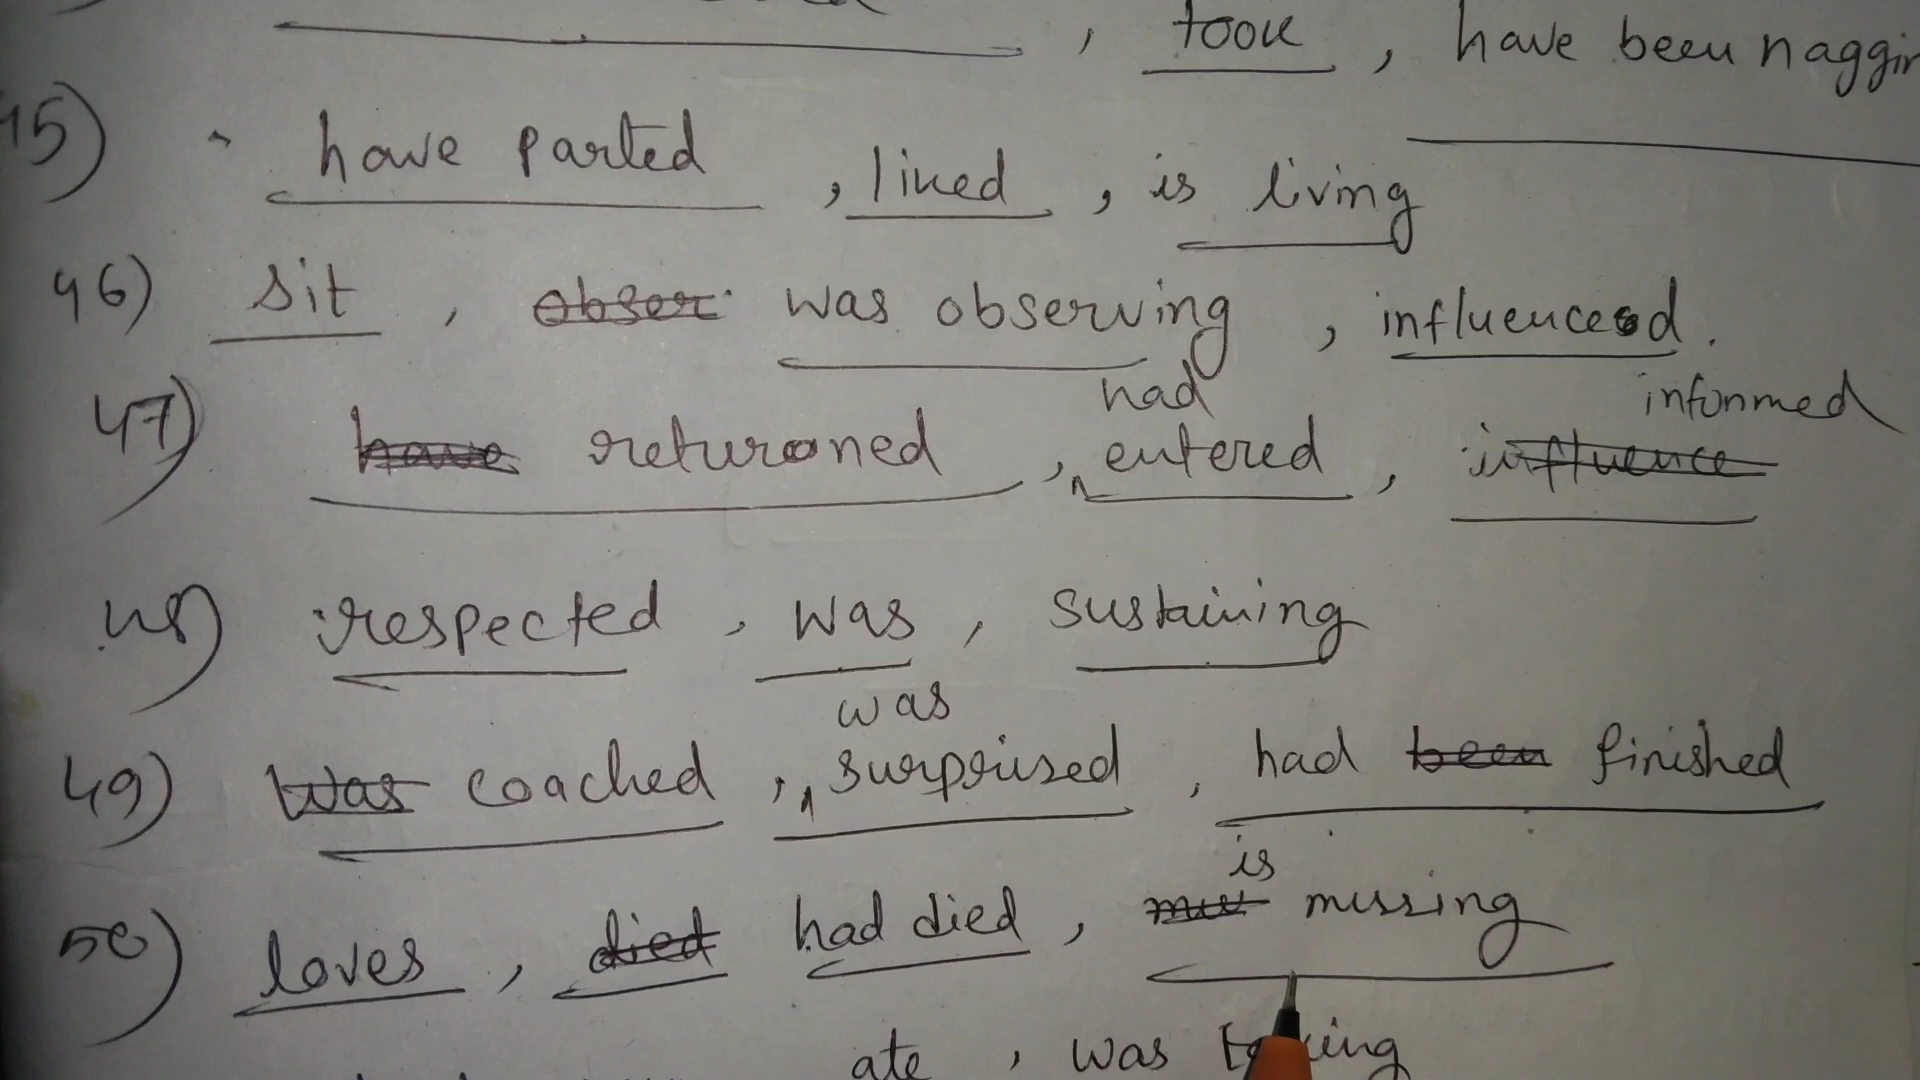 , took , have been naggin
45) have parted , lived , is living
46) sit , obser was observing , influenced.
47) have returned , had entered , influence informed
48) respected , was , sustaining
49) was coached , was surprised , had been finished
50) loves , died had died , is missing
ate , was taking